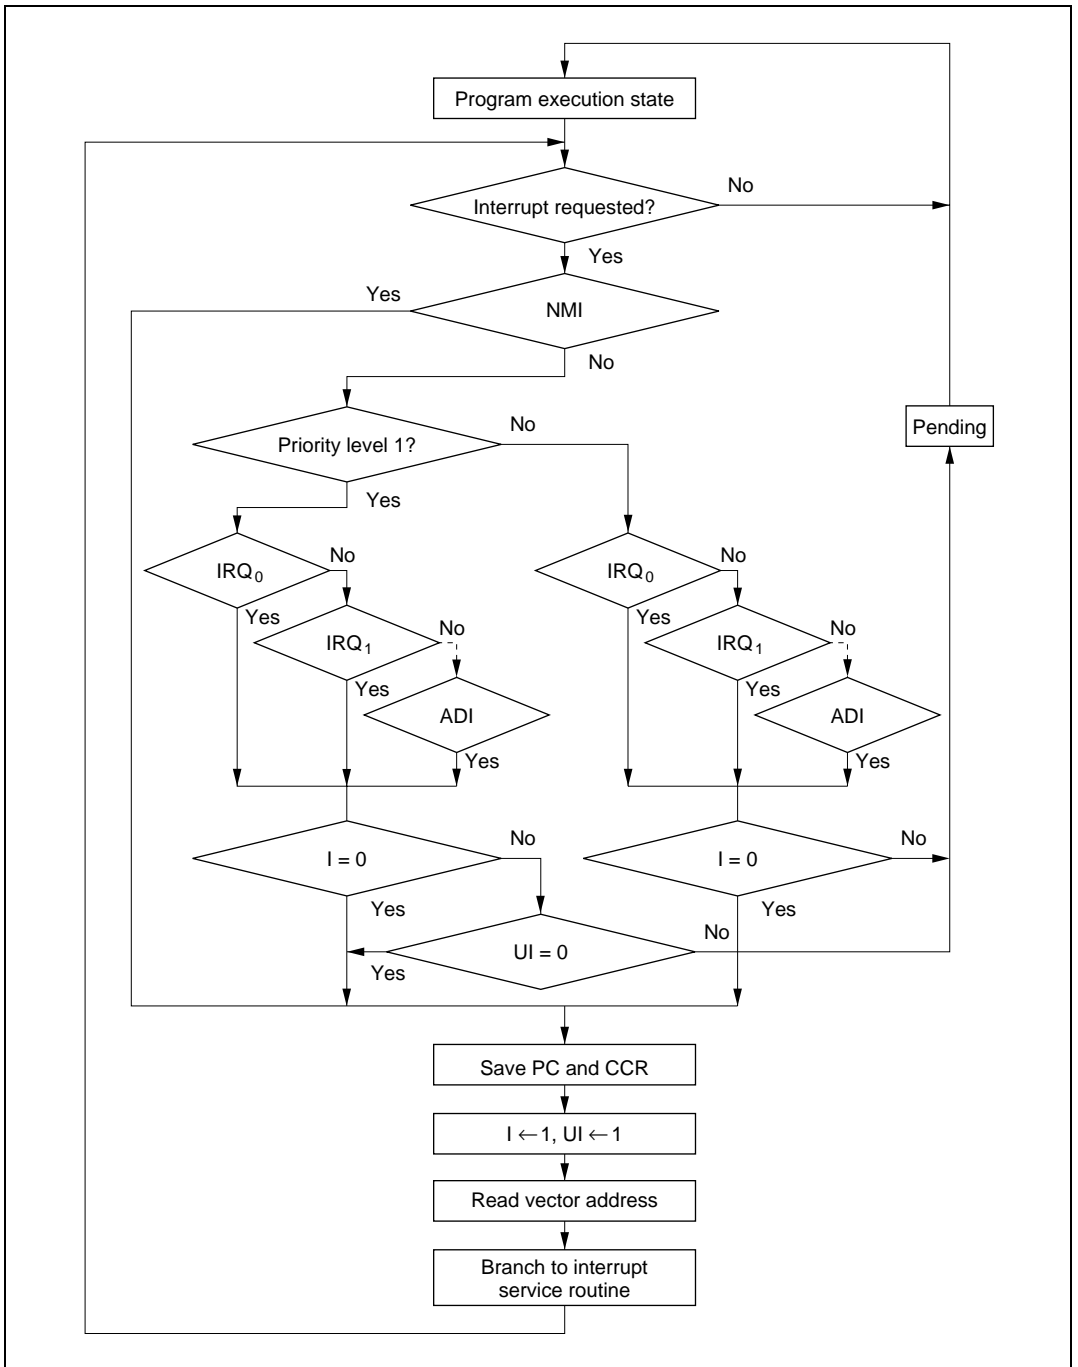 Program execution state
No
Interrupt requested?
Yes
Yes
NMI
No
Pending
No
Priority level 1?
Yes
No
No
IRQ0
IRQ0
Yes
No
Yes
No
IRQ1
IRQ1
Yes
Yes
ADI
ADI
Yes
Yes
No
No
I = 0
I = 0
Yes
Yes
No
UI = 0
Yes
Save PC and CCR
I ← 1, UI ← 1
Read vector address
Branch to interrupt
service routine